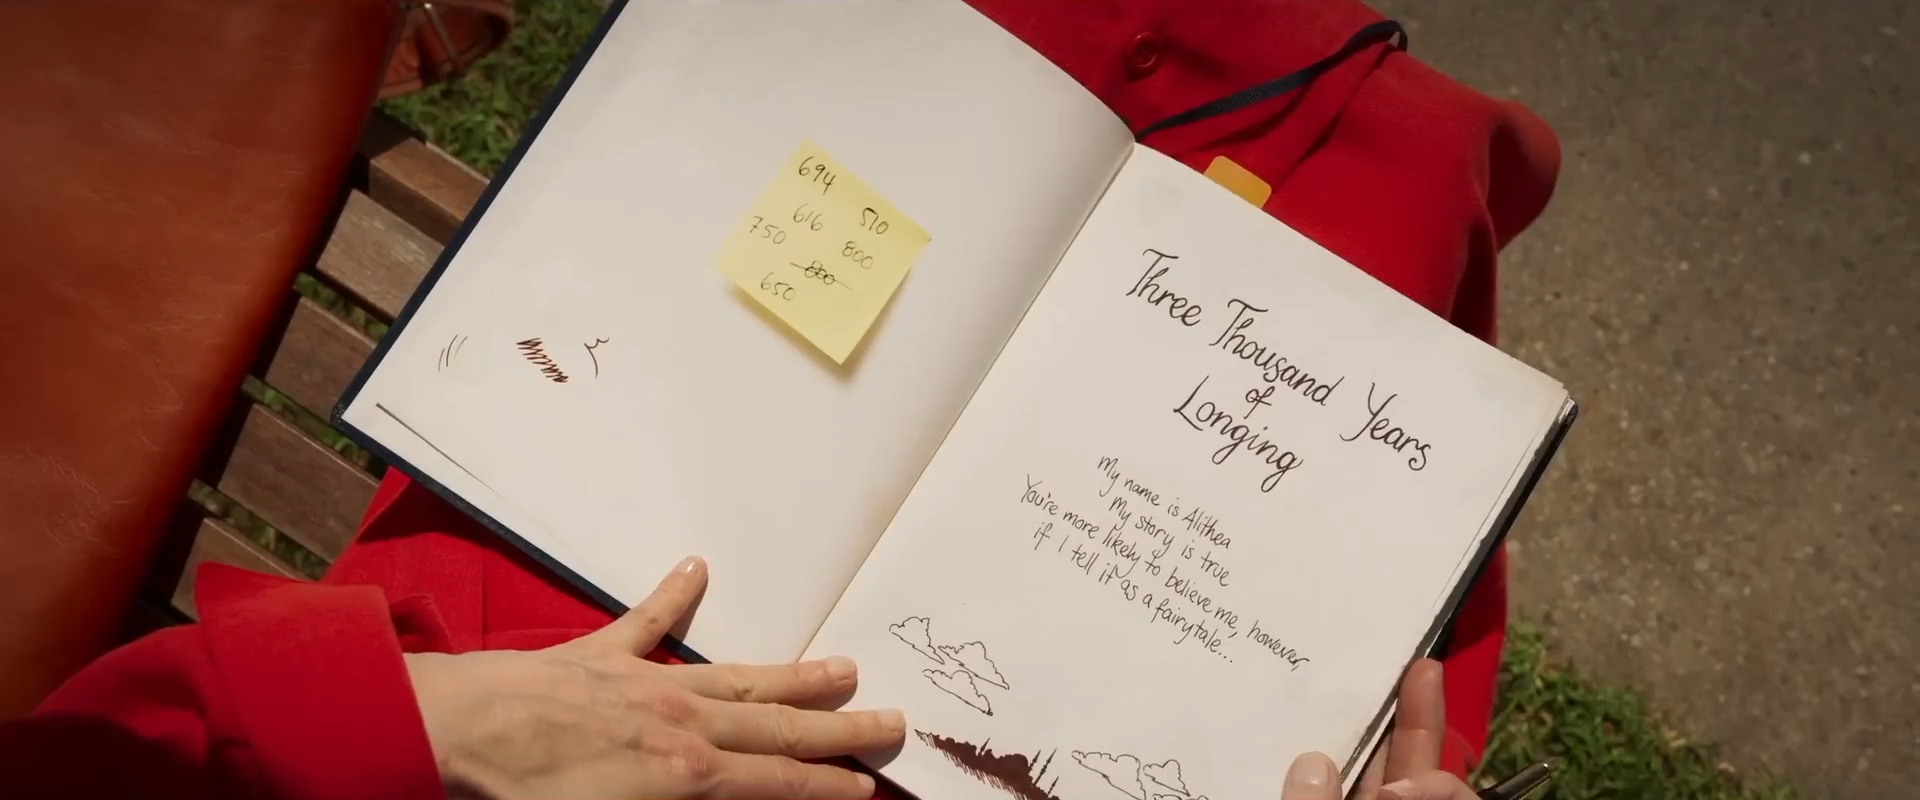 694
616 510
750 800
800
650
Three Thousand Years
of
Longing
My name is Alithea
My story is true
You're more likely to believe me, however,
if I tell it as a fairytale...